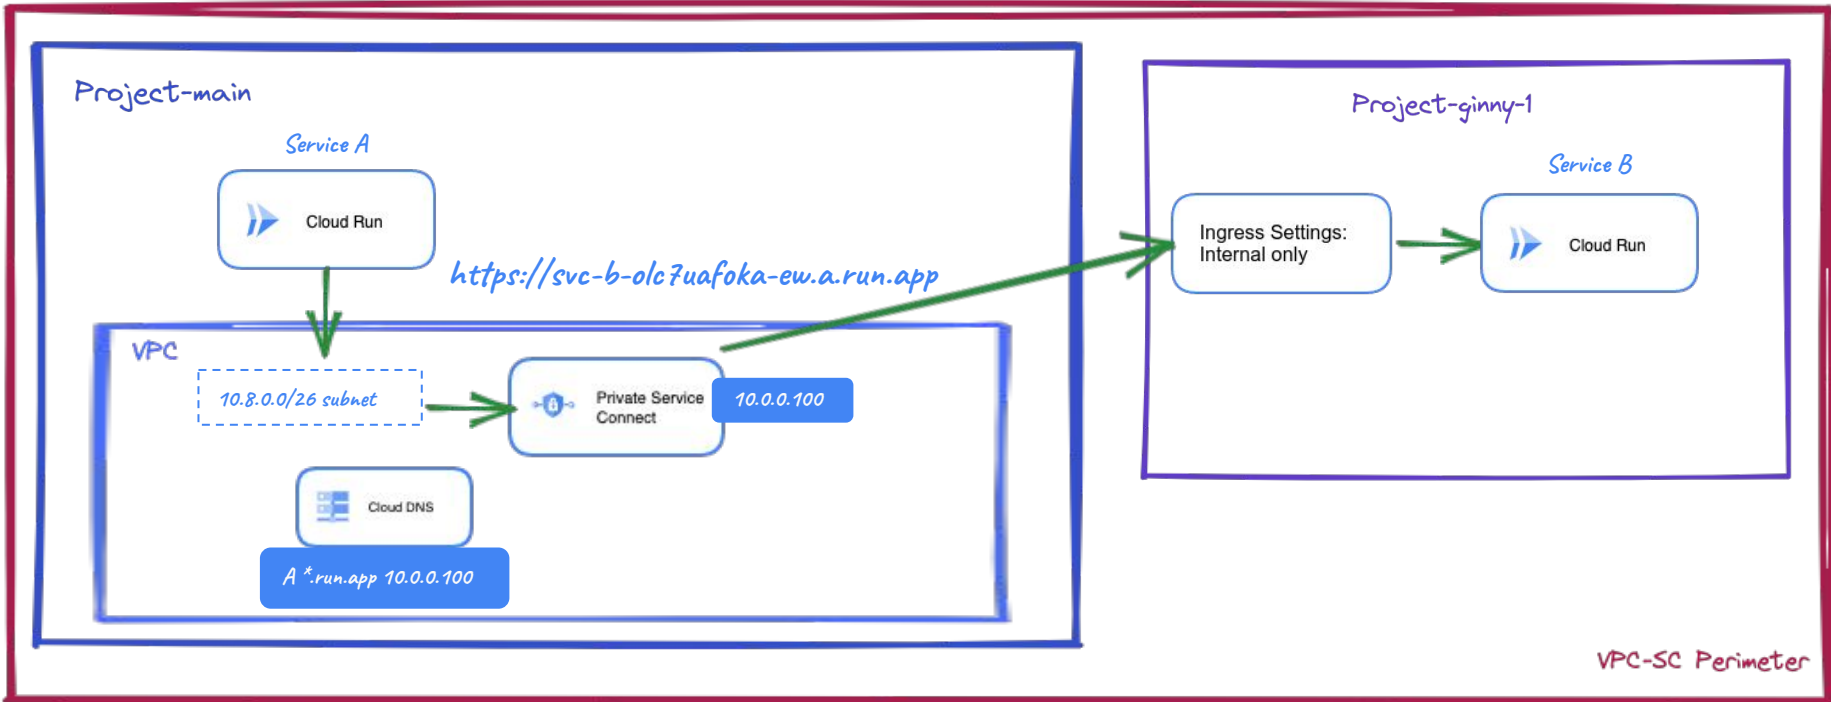 Project-main
Service A
Cloud Run
https://svc-b-olc7uafoka-ew.a.run.app
VPC
10.8.0.0/26 subnet
Private Service
Connect
10.0.0.100
Cloud DNS
A *.run.app 10.0.0.100
Project-ginny-1
Service B
Ingress Settings:
Internal only
Cloud Run
VPC-SC Perimeter